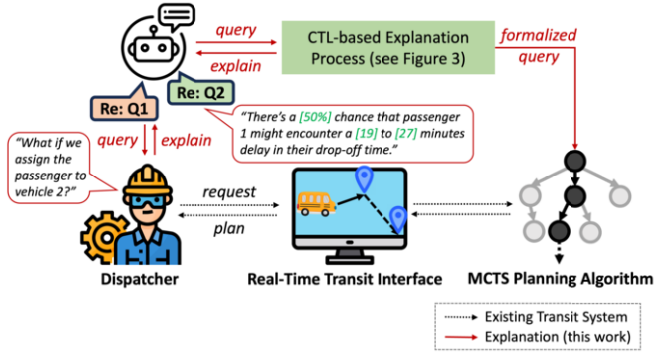 query
explain
CTL-based Explanation
Process (see Figure 3)
formalized
query
Re: Q1
Re: Q2
query
explain
"There's a [50%] chance that passenger
1 might encounter a [19] to [27] minutes
delay in their drop-off time."
"What if we
assign the
passenger to
vehicle 2?"
request
plan
Dispatcher
Real-Time Transit Interface
MCTS Planning Algorithm
Existing Transit System
Explanation (this work)